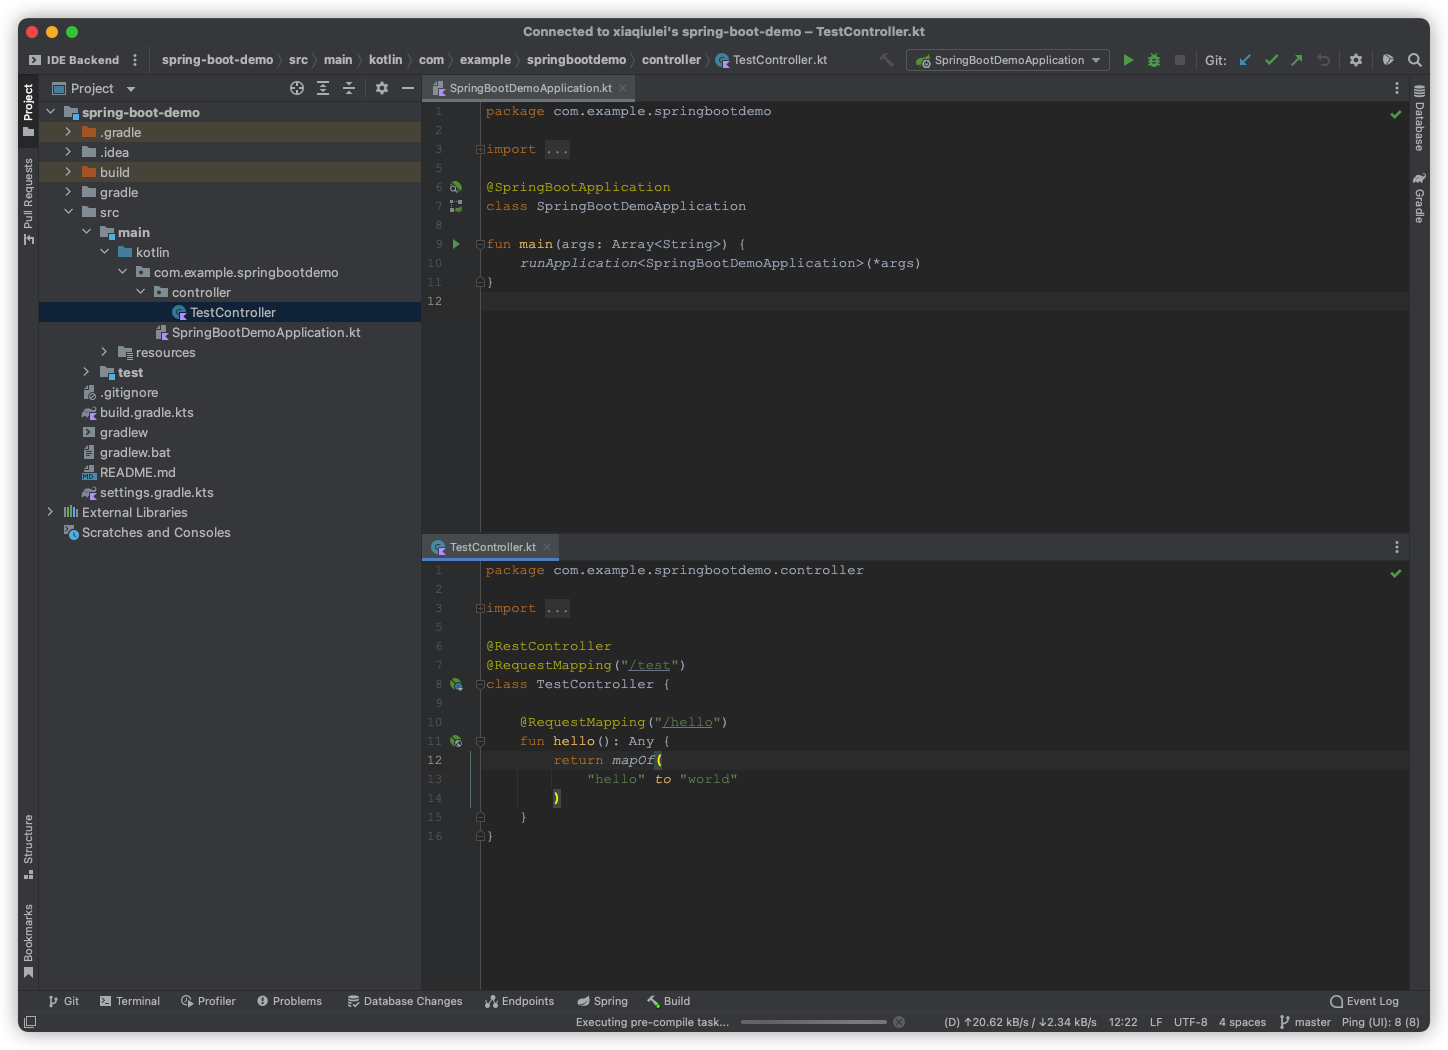 Connected to xiaqiulei's spring-boot-demo – TestController.kt
IDE Backend
spring-boot-demo
src
main
kotlin
com
example
springbootdemo
controller
TestController.kt
SpringBootDemoApplication
Git:
Project
Pull Requests
Structure
Bookmarks
Project
spring-boot-demo
.gradle
.idea
build
gradle
src
main
kotlin
com.example.springbootdemo
controller
TestController
SpringBootDemoApplication.kt
resources
test
.gitignore
build.gradle.kts
gradlew
gradlew.bat
README.md
settings.gradle.kts
External Libraries
Scratches and Consoles
SpringBootDemoApplication.kt
1 package com.example.springbootdemo
2
3 import ...
5
6 @SpringBootApplication
7 class SpringBootDemoApplication
8
9 fun main(args: Array<String>) {
10 runApplication<SpringBootDemoApplication>(*args)
11 }
12
TestController.kt
1 package com.example.springbootdemo.controller
2
3 import ...
5
6 @RestController
7 @RequestMapping("/test")
8 class TestController {
9
10 @RequestMapping("/hello")
11 fun hello(): Any {
12 return mapOf(
13 "hello" to "world"
14 )
15 }
16 }
Database
Gradle
Git
Terminal
Profiler
Problems
Database Changes
Endpoints
Spring
Build
Event Log
Executing pre-compile task...
(D) ↑20.62 kB/s / ↓2.34 kB/s
12:22
LF
UTF-8
4 spaces
master
Ping (UI): 8 (8)